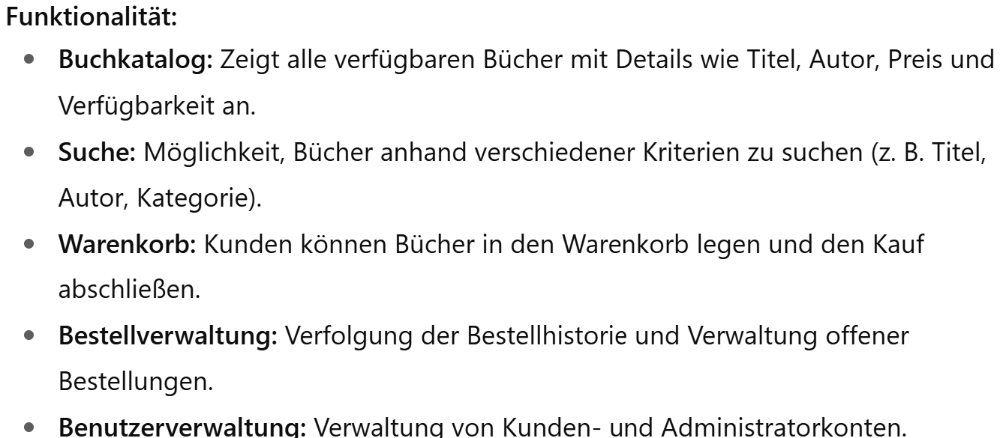 Funktionalität:
• Buchkatalog: Zeigt alle verfügbaren Bücher mit Details wie Titel, Autor, Preis und
Verfügbarkeit an.
• Suche: Möglichkeit, Bücher anhand verschiedener Kriterien zu suchen (z. B. Titel,
Autor, Kategorie).
• Warenkorb: Kunden können Bücher in den Warenkorb legen und den Kauf
abschließen.
• Bestellverwaltung: Verfolgung der Bestellhistorie und Verwaltung offener
Bestellungen.
• Benutzerverwaltung: Verwaltung von Kunden- und Administratorkonten.